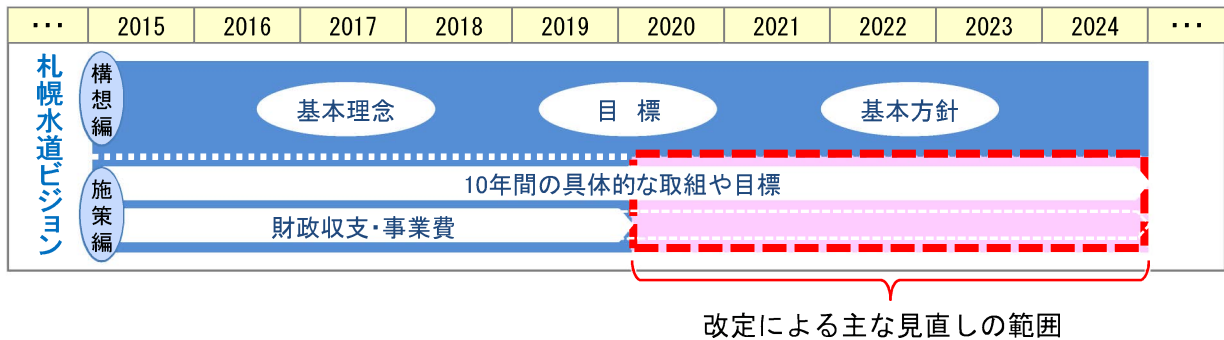 … 2015 2016 2017 2018 2019 2020 2021 2022 2023 2024 …
札幌水道ビジョン
構想編
基本理念 目 標 基本方針
施策編
10年間の具体的な取組や目標
財政収支・事業費
改定による主な見直しの範囲